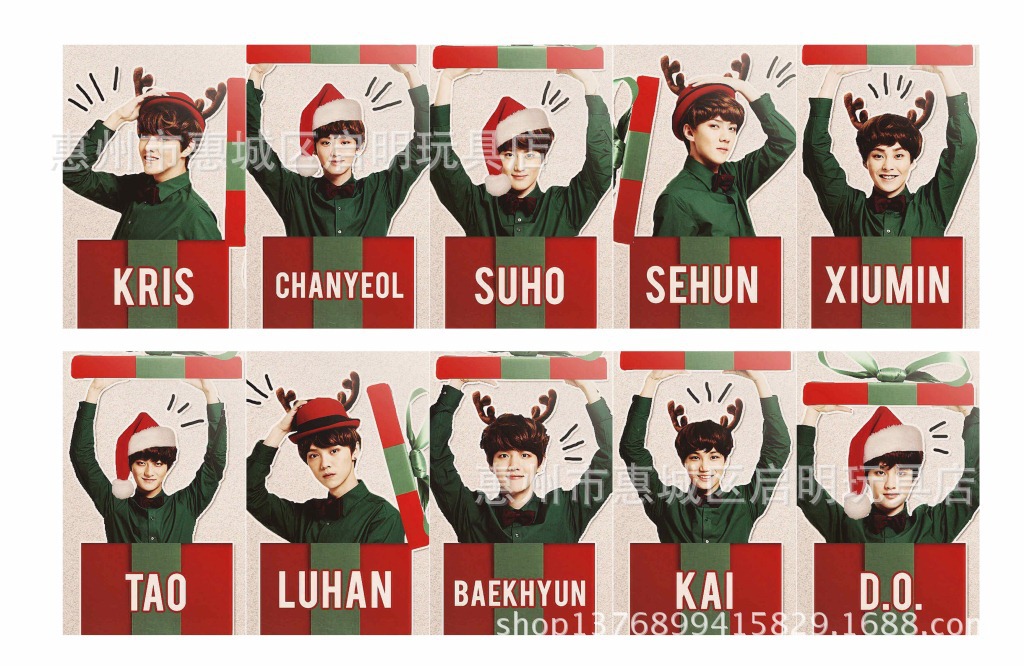 惠州市惠城区启明玩具店
KRIS
CHANYEOL
SUHO
SEHUN
XIUMIN
惠州市惠城区启明玩具店
TAO
LUHAN
BAEKHYUN
KAI
D.O.
shop1376899415829.1688.com